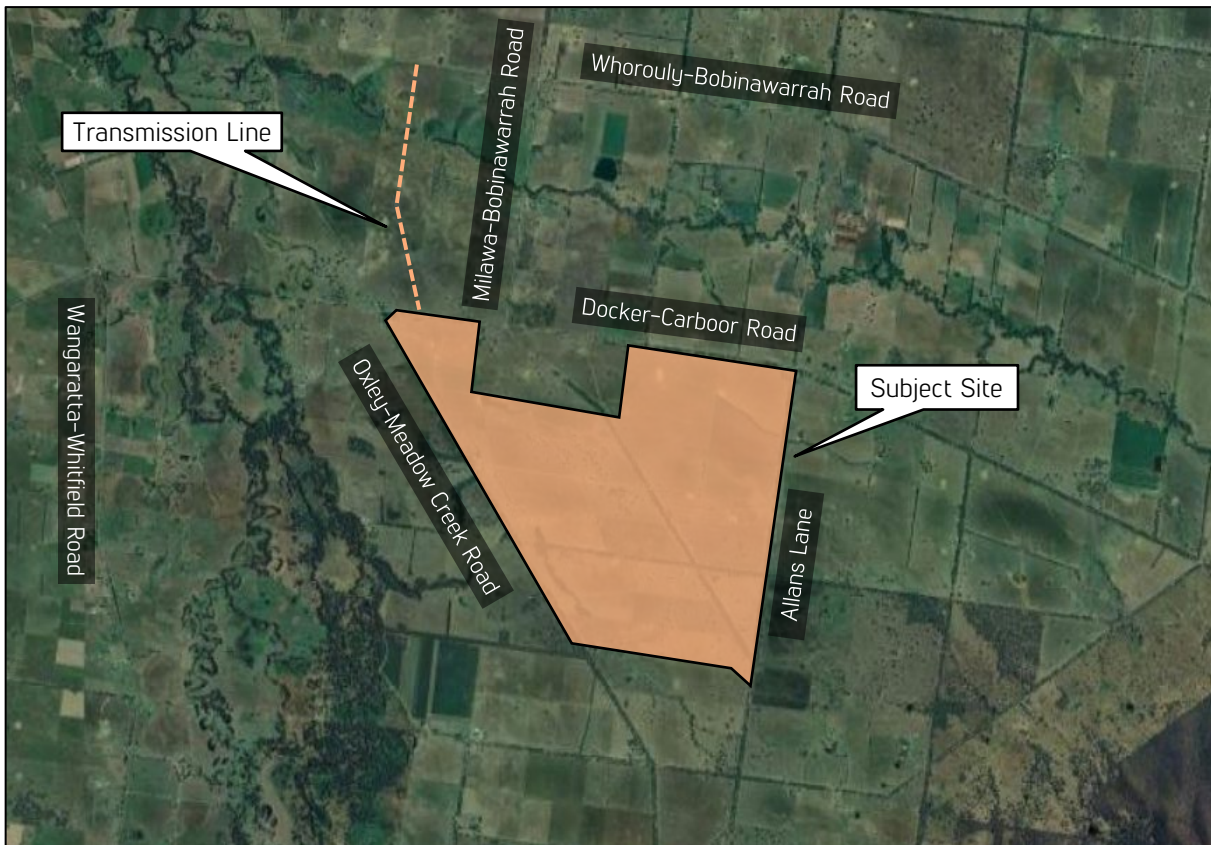 Whorouly-Bobinawarrah Road
Transmission Line
Milawa-Bobinawarrah Road
Docker-Carboor Road
Wangaratta-Whitfield Road
Oxley-Meadow Creek Road
Subject Site
Allans Lane